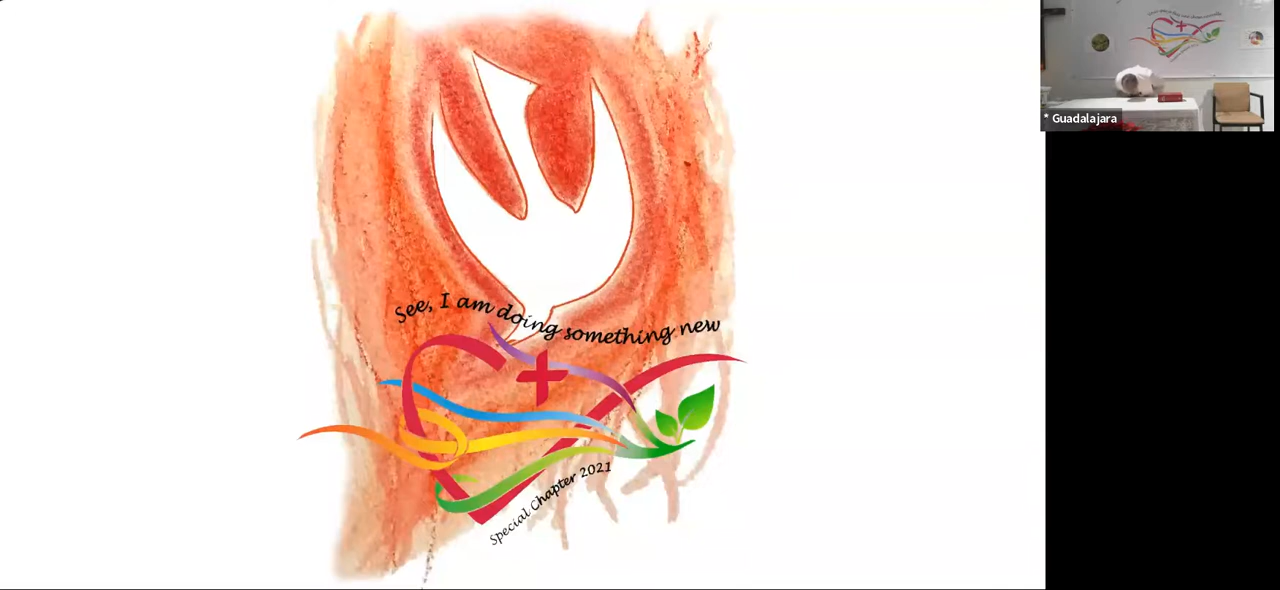 See, I am doing something new
Special Chapter 2021
* Guadalajara